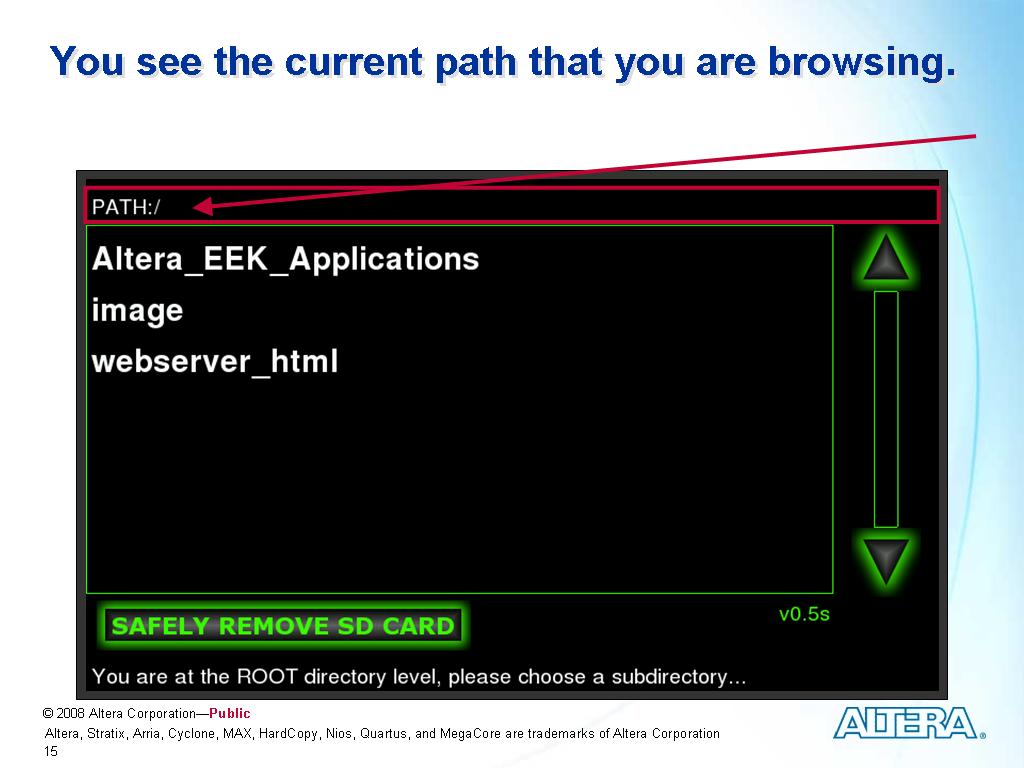 You see the current path that you are browsing.
PATH:/
Altera_EEK_Applications
image
webserver_html
v0.5s
SAFELY REMOVE SD CARD
You are at the ROOT directory level, please choose a subdirectory...
© 2008 Altera Corporation—Public
Altera, Stratix, Arria, Cyclone, MAX, HardCopy, Nios, Quartus, and MegaCore are trademarks of Altera Corporation
15
ALTERA®